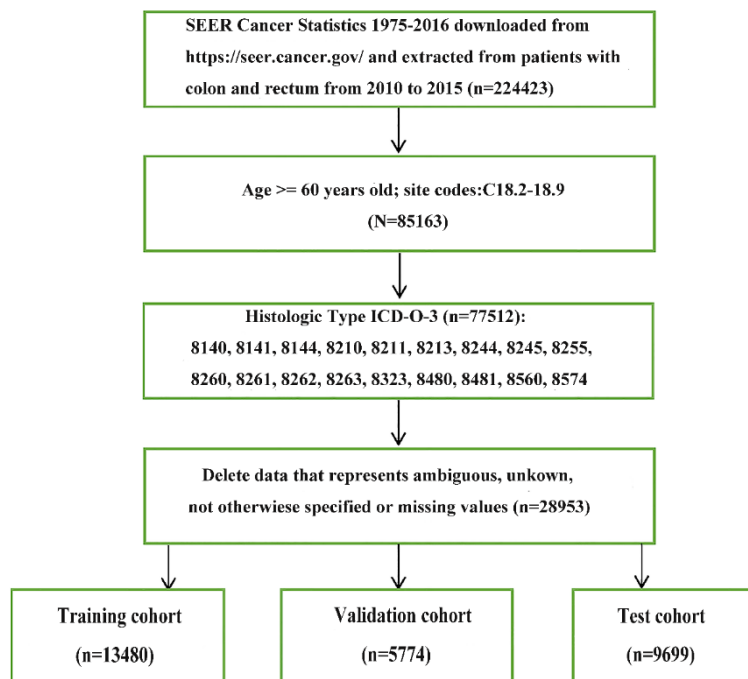 SEER Cancer Statistics 1975-2016 downloaded from
https://seer.cancer.gov/ and extracted from patients with
colon and rectum from 2010 to 2015 (n=224423)
Age >= 60 years old; site codes:C18.2-18.9
(N=85163)
Histologic Type ICD-O-3 (n=77512):
8140, 8141, 8144, 8210, 8211, 8213, 8244, 8245, 8255,
8260, 8261, 8262, 8263, 8323, 8480, 8481, 8560, 8574
Delete data that represents ambiguous, unkown,
not otherwiese specified or missing values (n=28953)
Training cohort
(n=13480)
Validation cohort
(n=5774)
Test cohort
(n=9699)